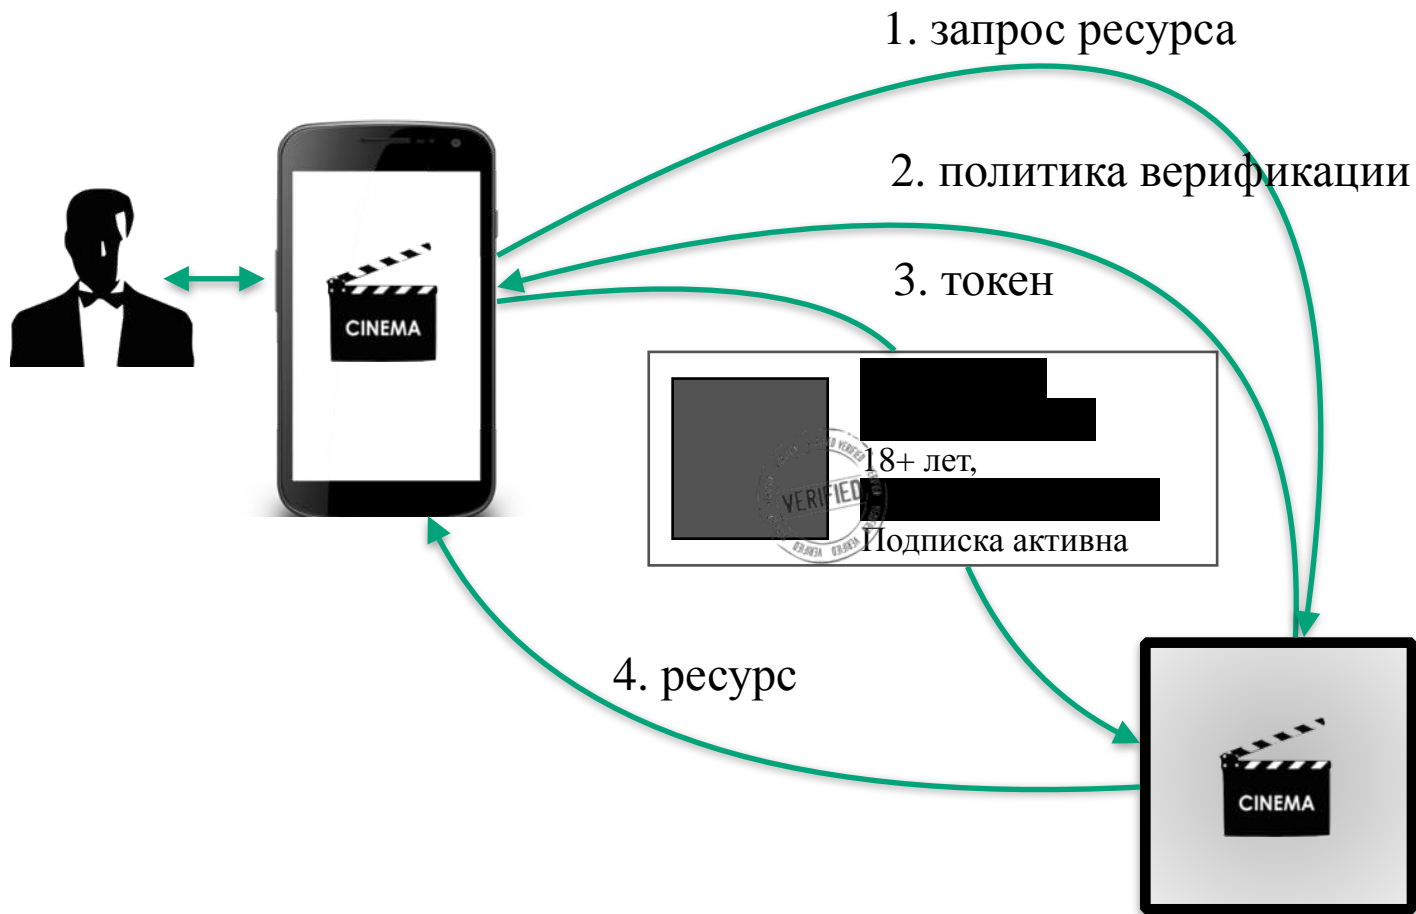 1. запрос ресурса
2. политика верификации
3. токен
CINEMA
18+ лет,
VERIFIED
Подписка активна
4. ресурс
CINEMA